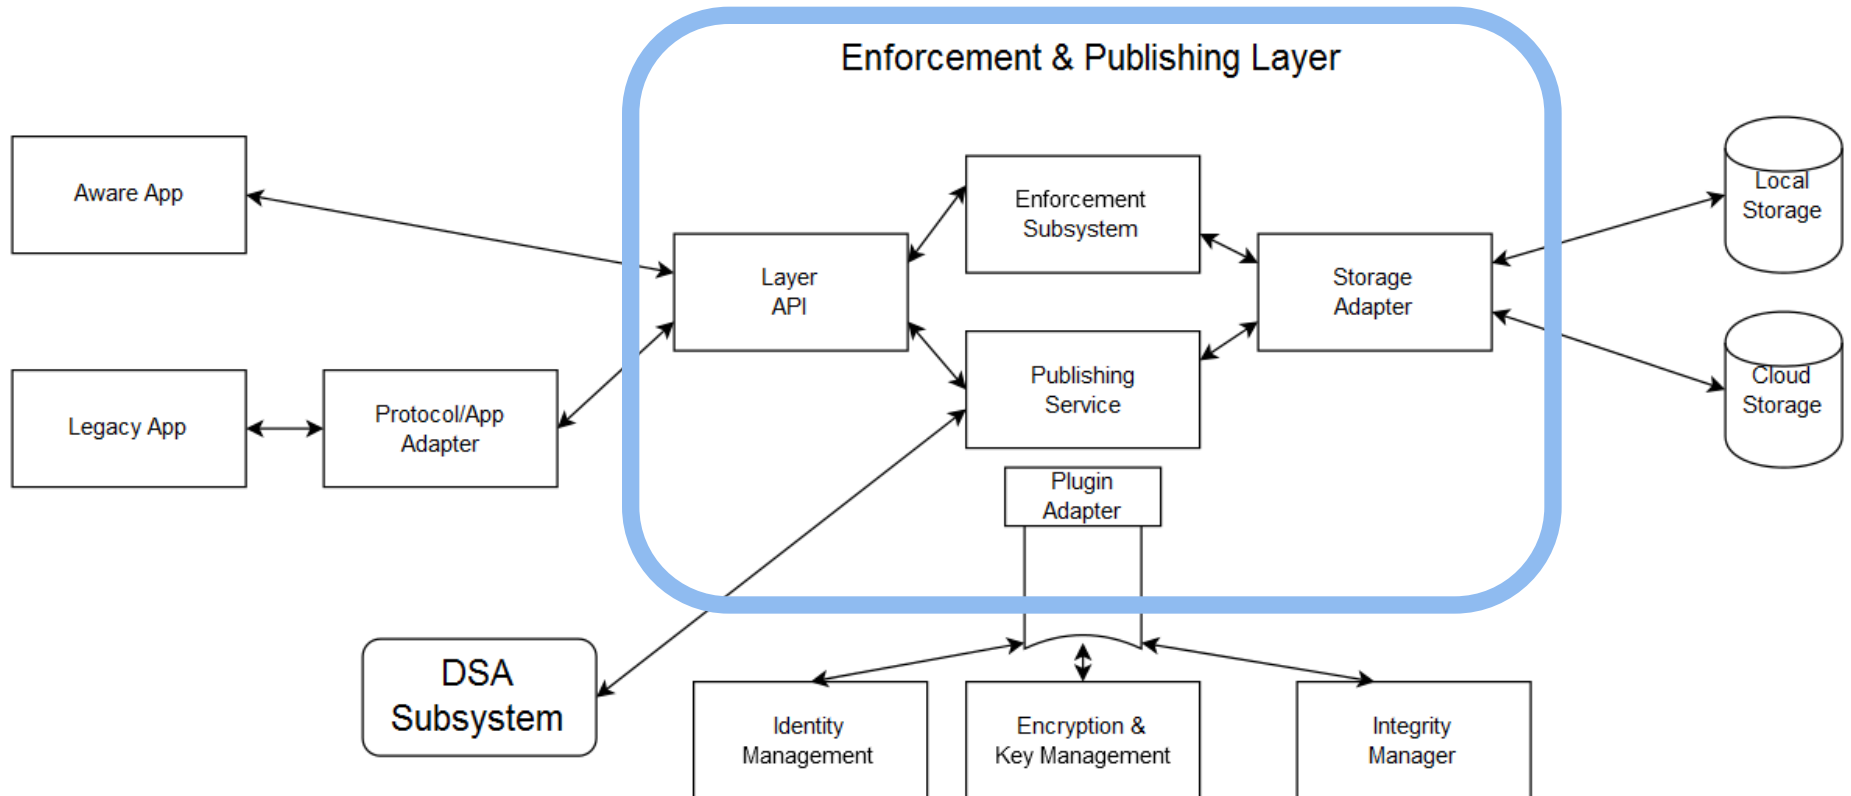 Enforcement & Publishing Layer
Aware App
Enforcement
Subsystem
Local
Storage
Layer
API
Storage
Adapter
Publishing
Service
Cloud
Storage
Legacy App
Protocol/App
Adapter
Plugin
Adapter
DSA
Subsystem
Identity
Management
Encryption &
Key Management
Integrity
Manager